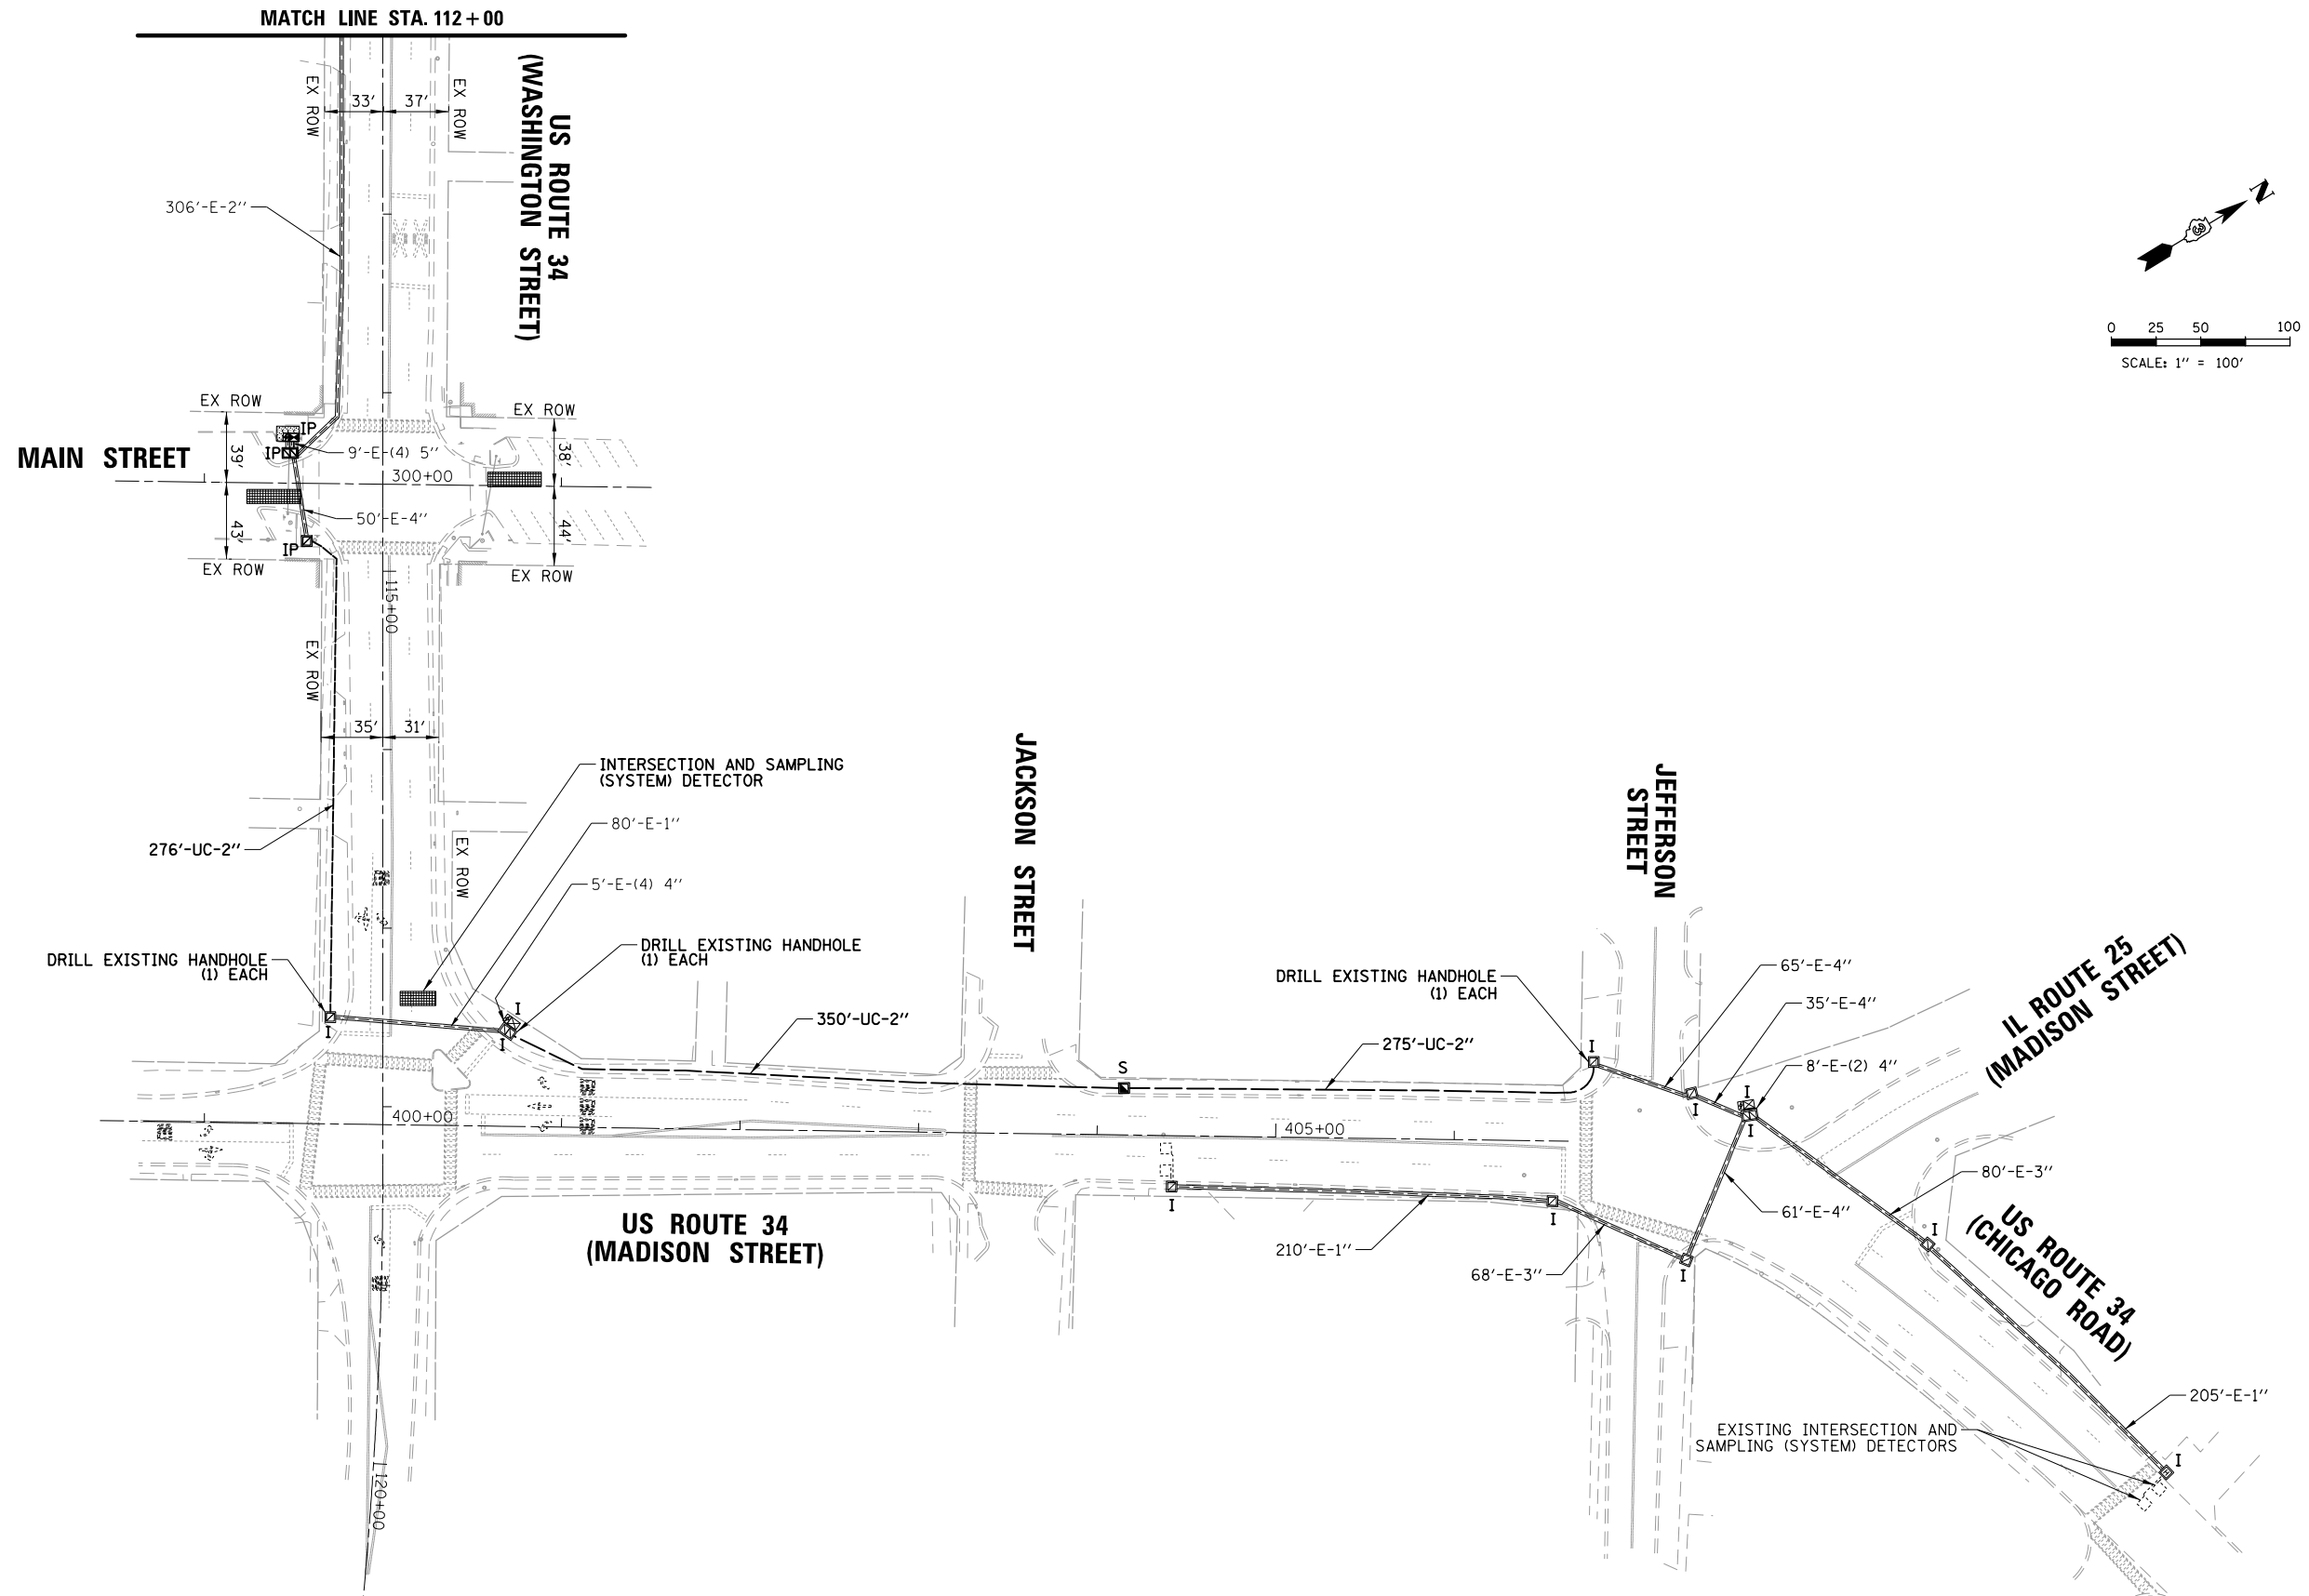 MATCH LINE STA. 112+00
EX ROW
33'
37'
EX ROW
US ROUTE 34
(WASHINGTON STREET)
306'-E-2"
N
3
0 25 50 100
SCALE: 1" = 100'
EX ROW
EX ROW
MAIN STREET
IP
IP
9'-E-(4) 5"
39'
38'
300+00
50'-E-4"
43'
44'
IP
EX ROW
EX ROW
115+00
EX ROW
35'
31'
INTERSECTION AND SAMPLING
(SYSTEM) DETECTOR
80'-E-1"
276'-UC-2"
EX ROW
5'-E-(4) 4"
JACKSON STREET
JEFFERSON
STREET
DRILL EXISTING HANDHOLE
(1) EACH
DRILL EXISTING HANDHOLE
(1) EACH
I
I
I
350'-UC-2"
S
275'-UC-2"
DRILL EXISTING HANDHOLE
(1) EACH
I
65'-E-4"
35'-E-4"
IL ROUTE 25
(MADISON STREET)
8'-E-(2) 4"
I
I
I
400+00
405+00
80'-E-3"
61'-E-4"
US ROUTE 34
(CHICAGO ROAD)
I
I
I
I
US ROUTE 34
(MADISON STREET)
210'-E-1"
68'-E-3"
205'-E-1"
EXISTING INTERSECTION AND
SAMPLING (SYSTEM) DETECTORS
I
120+00